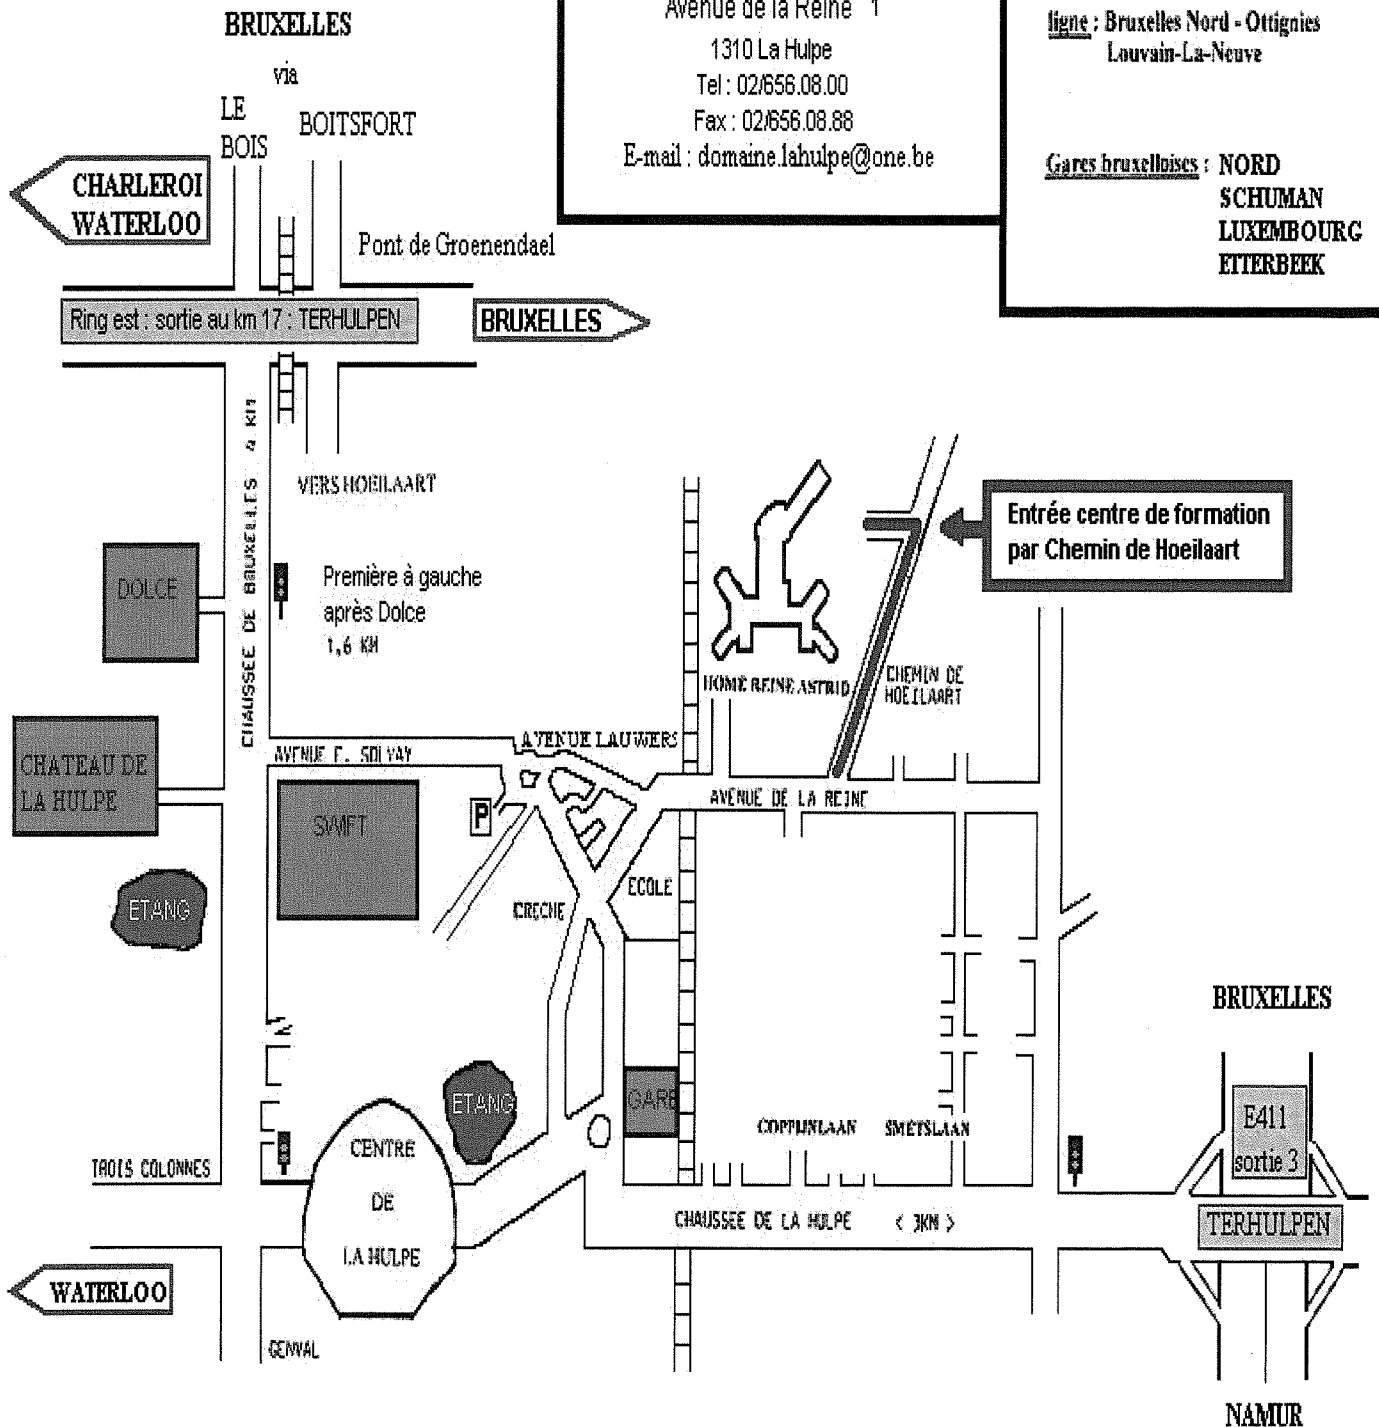 BRUXELLES
via
LE
BOIS
BOITSFORT
CHARLEROI
WATERLOO
Avenue de la Reine 1
1310 La Hulpe
Tel : 02/656.08.00
Fax : 02/656.08.88
E-mail : domaine.lahulpe@one.be
ligne : Bruxelles Nord - Ottignies
Louvain-La-Neuve
Gares bruxelloises : NORD
SCHUMAN
LUXEMBOURG
ETTERBEEK
Pont de Groenendael
Ring est : sortie au km 17 : TERHULPEN
BRUXELLES
CHAUSSEE DE BRUXELLES 4 KM
VERS HOEILAART
Première à gauche
après Dolce
1,6 KM
DOLCE
Entrée centre de formation
par Chemin de Hoeilaart
HOME REINE ASTRID
CHEMIN DE
HOEILAART
CHATEAU DE
LA HULPE
AVENUE E. SOLVAY
AVENUE LAUWERS
AVENUE DE LA REINE
SWIFT
P
ETANG
CRECHE
ECOLE
BRUXELLES
ETANG
GARE
COPPIJNLAAN
SMETSLAAN
E411
sortie 3
TROIS COLONNES
CENTRE
DE
LA HULPE
CHAUSSEE DE LA HULPE < 3KM >
TERHULPEN
WATERLOO
GENVAL
NAMUR